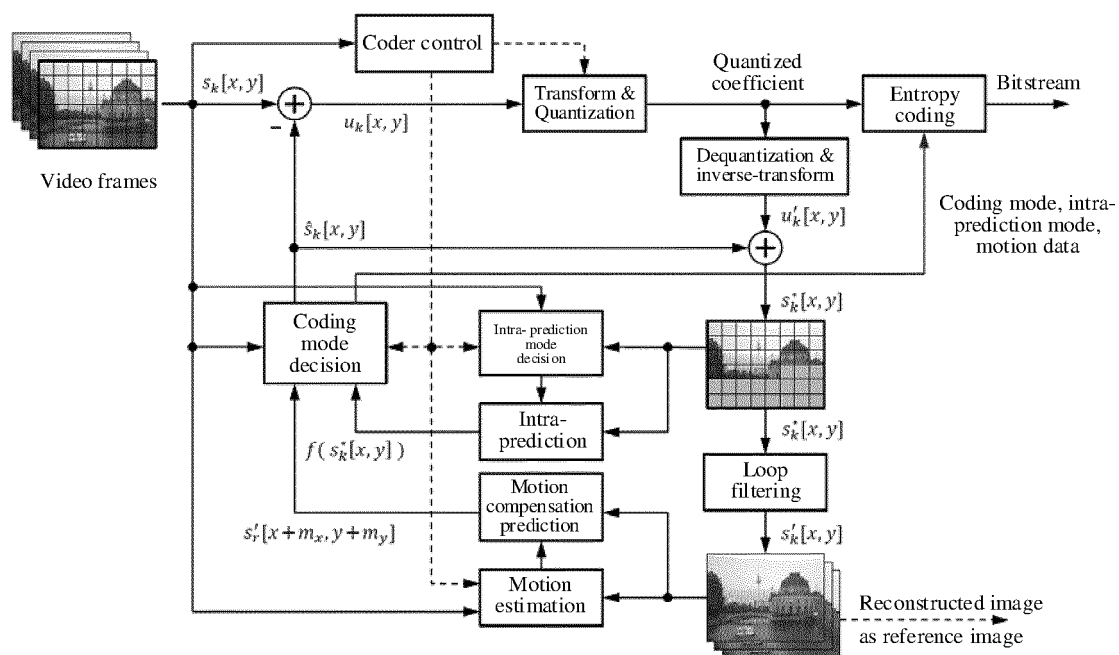 Coder control
s_k[x, y]
u_k[x, y]
Transform &
Quantization
Quantized
coefficient
Entropy
coding
Bitstream
Video frames
–
Dequantization &
inverse-transform
u'_k[x, y]
ŝ_k[x, y]
Coding mode, intra-
prediction mode,
motion data
s*_k[x, y]
Coding
mode
decision
Intra- prediction
mode
decision
Intra-
prediction
f( s*_k[x, y] )
s*_k[x, y]
Loop
filtering
Motion
compensation
prediction
s'_r[x+m_x, y+m_y]
s'_k[x, y]
Motion
estimation
Reconstructed image
as reference image